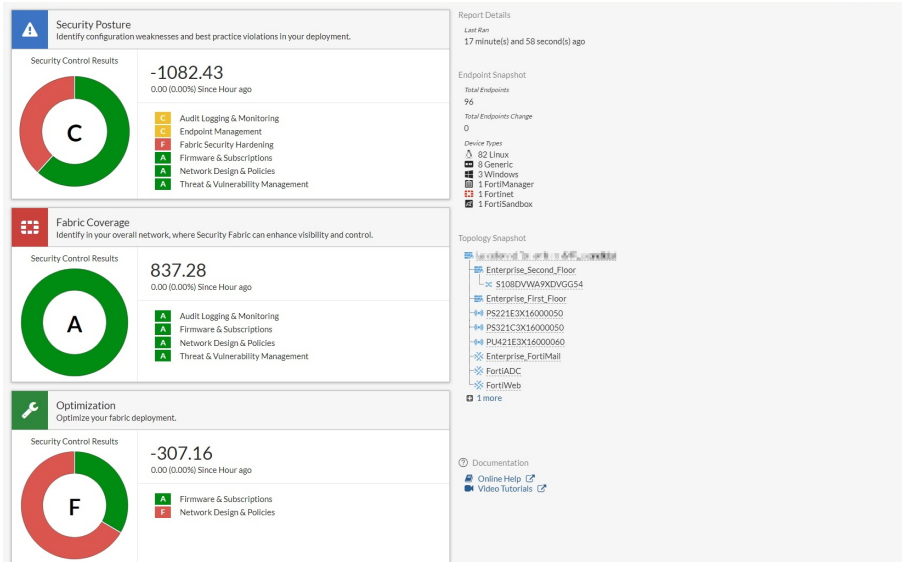 Security Posture
Identify configuration weaknesses and best practice violations in your deployment.
Security Control Results
C
-1082.43
0.00 (0.00%) Since Hour ago
C Audit Logging & Monitoring
C Endpoint Management
F Fabric Security Hardening
A Firmware & Subscriptions
A Network Design & Policies
A Threat & Vulnerability Management
Fabric Coverage
Identify in your overall network, where Security Fabric can enhance visibility and control.
Security Control Results
A
837.28
0.00 (0.00%) Since Hour ago
A Audit Logging & Monitoring
A Firmware & Subscriptions
A Network Design & Policies
A Threat & Vulnerability Management
Optimization
Optimize your fabric deployment.
Security Control Results
F
-307.16
0.00 (0.00%) Since Hour ago
A Firmware & Subscriptions
F Network Design & Policies
Report Details
Last Ran
17 minute(s) and 58 second(s) ago
Endpoint Snapshot
Total Endpoints
96
Total Endpoints Change
0
Device Types
82 Linux
8 Generic
3 Windows
1 FortiManager
1 Fortinet
1 FortiSandbox
Topology Snapshot
Enterprise_Second_Floor
S108DVWA9XDVGG54
Enterprise_First_Floor
PS221E3X16000050
PS321C3X16000050
PU421E3X16000060
Enterprise_FortiMail
FortiADC
FortiWeb
1 more
Documentation
Online Help
Video Tutorials